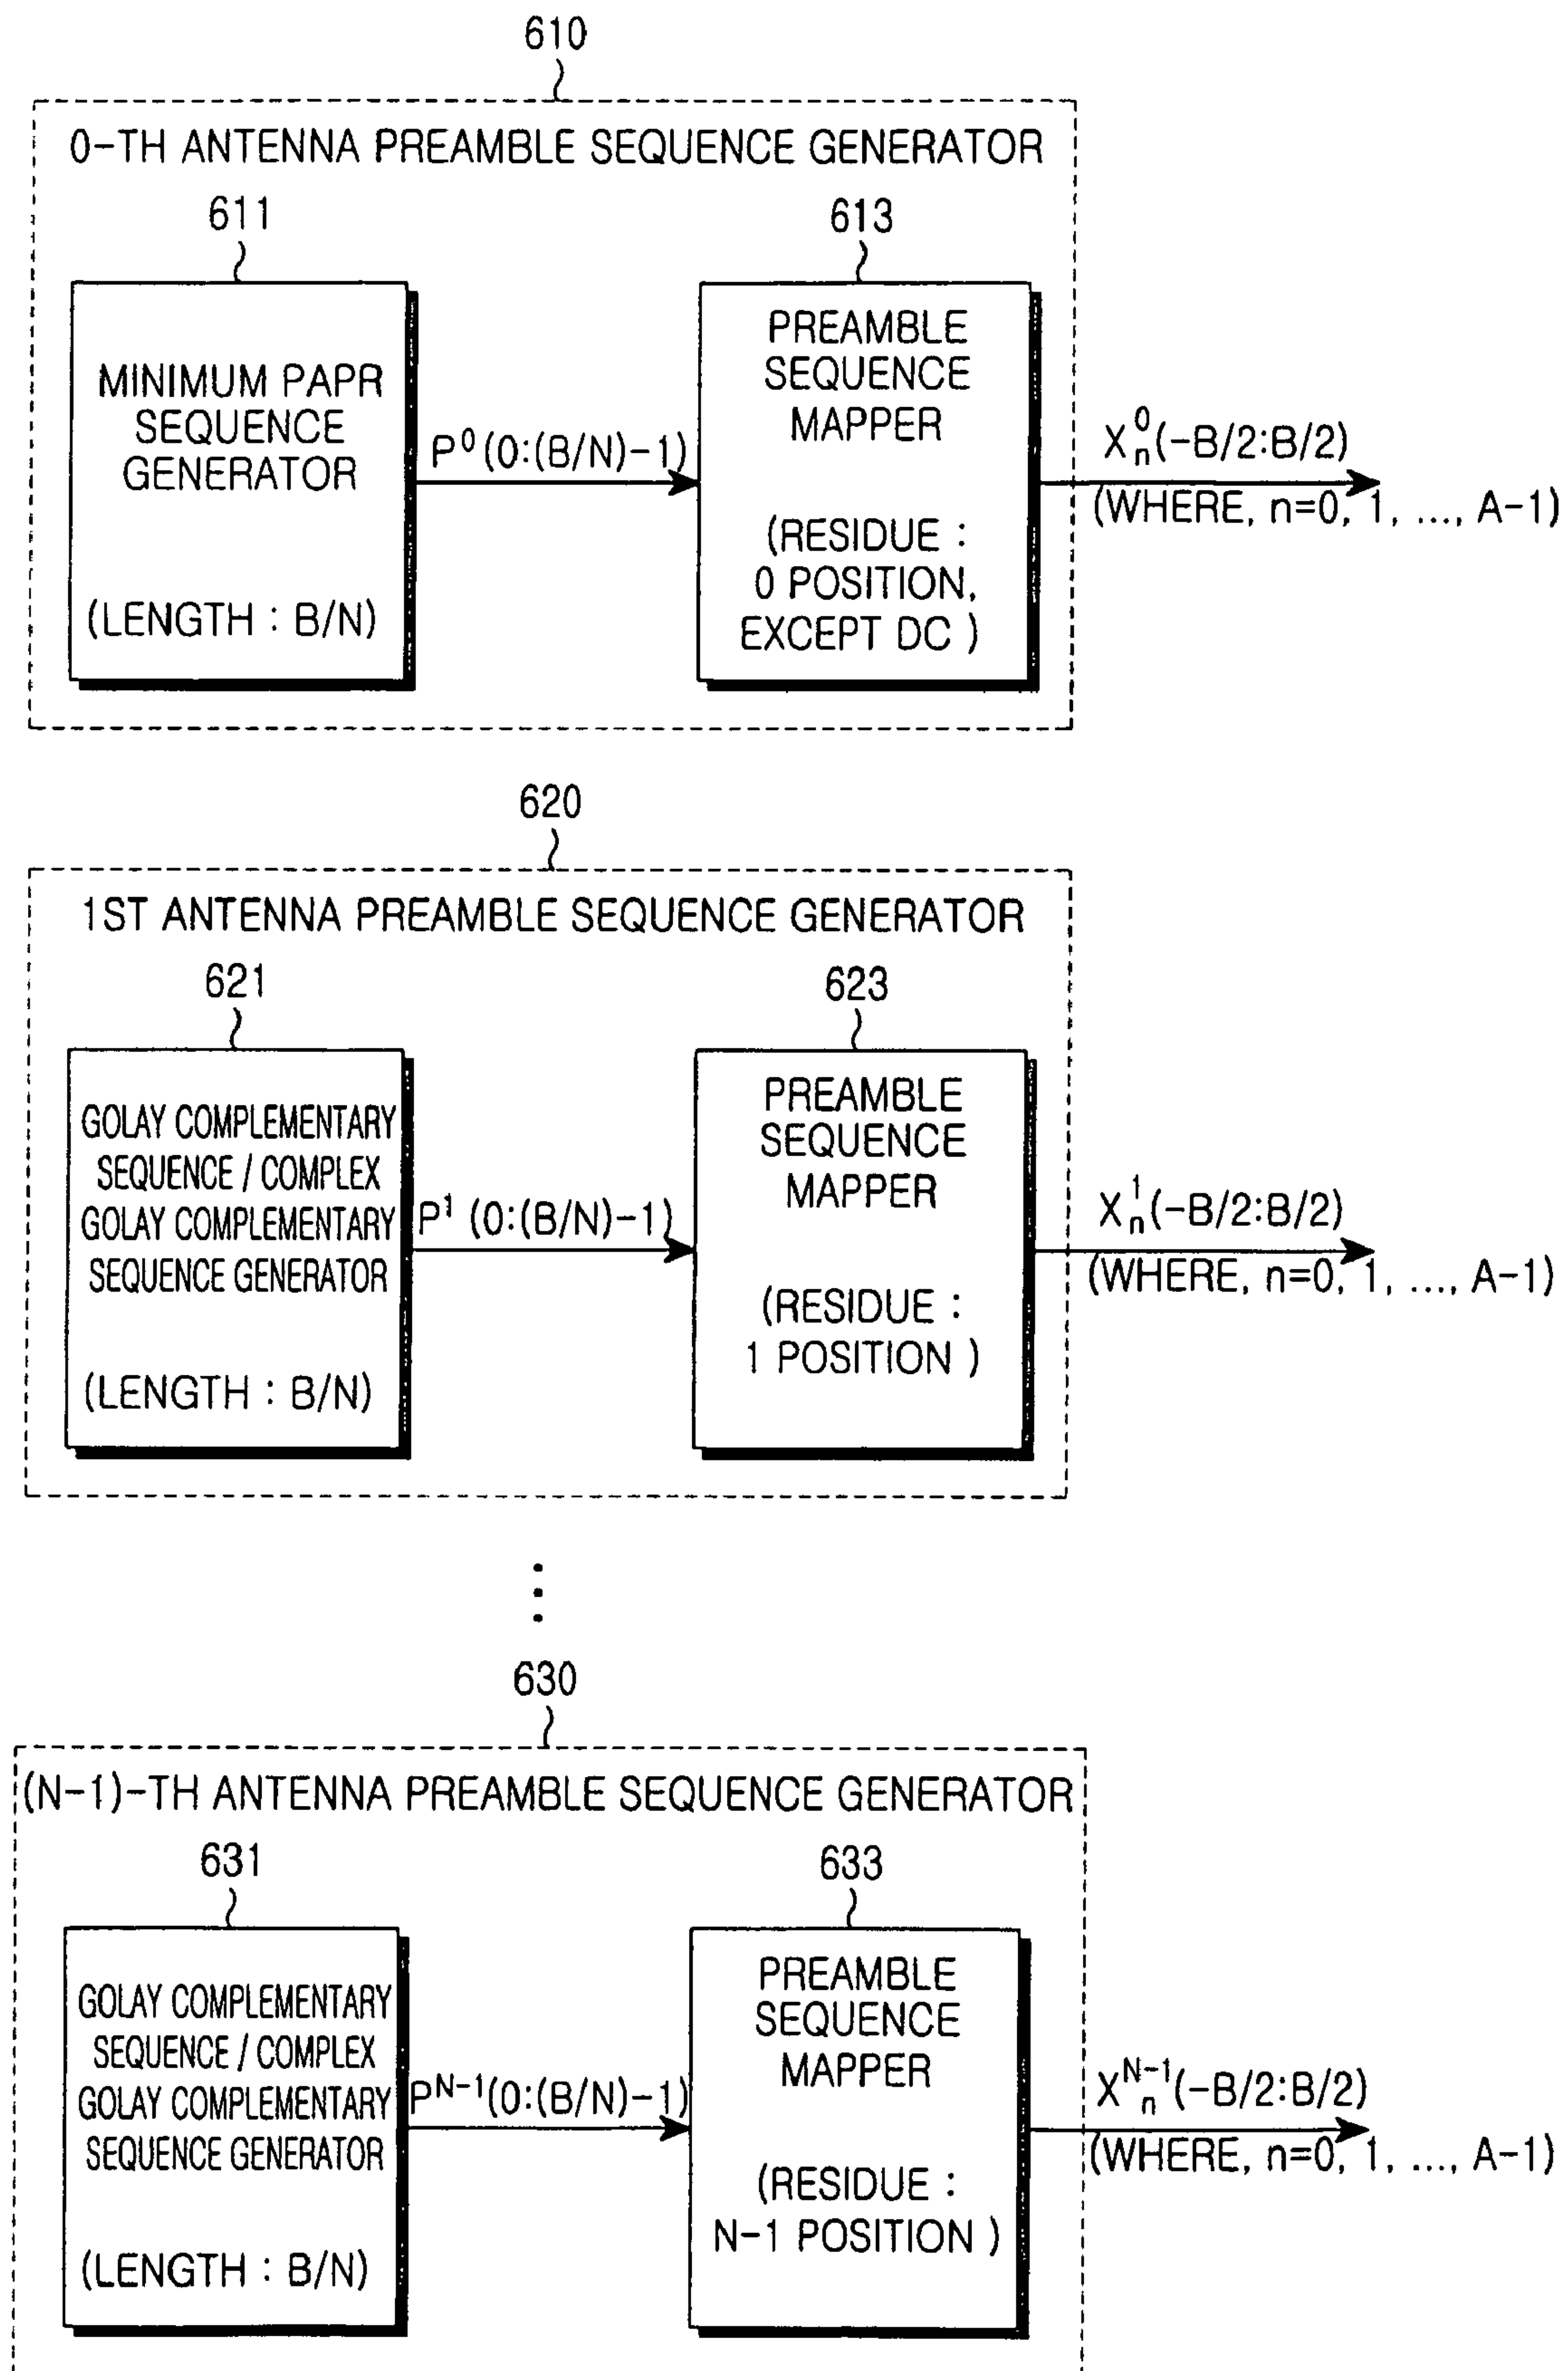 610
0-TH ANTENNA PREAMBLE SEQUENCE GENERATOR
611
613
MINIMUM PAPR
SEQUENCE
GENERATOR
(LENGTH : B/N)
P⁰(0:(B/N)-1)
PREAMBLE
SEQUENCE
MAPPER
(RESIDUE :
0 POSITION,
EXCEPT DC )
X⁰ₙ(-B/2:B/2)
(WHERE, n=0, 1, ..., A-1)
620
1ST ANTENNA PREAMBLE SEQUENCE GENERATOR
621
623
GOLAY COMPLEMENTARY
SEQUENCE / COMPLEX
GOLAY COMPLEMENTARY
SEQUENCE GENERATOR
(LENGTH : B/N)
P¹ (0:(B/N)-1)
PREAMBLE
SEQUENCE
MAPPER
(RESIDUE :
1 POSITION )
X¹ₙ(-B/2:B/2)
(WHERE, n=0, 1, ..., A-1)
630
(N-1)-TH ANTENNA PREAMBLE SEQUENCE GENERATOR
631
633
GOLAY COMPLEMENTARY
SEQUENCE / COMPLEX
GOLAY COMPLEMENTARY
SEQUENCE GENERATOR
(LENGTH : B/N)
Pᴺ⁻¹(0:(B/N)-1)
PREAMBLE
SEQUENCE
MAPPER
(RESIDUE :
N-1 POSITION )
Xᴺ⁻¹ₙ(-B/2:B/2)
(WHERE, n=0, 1, ..., A-1)